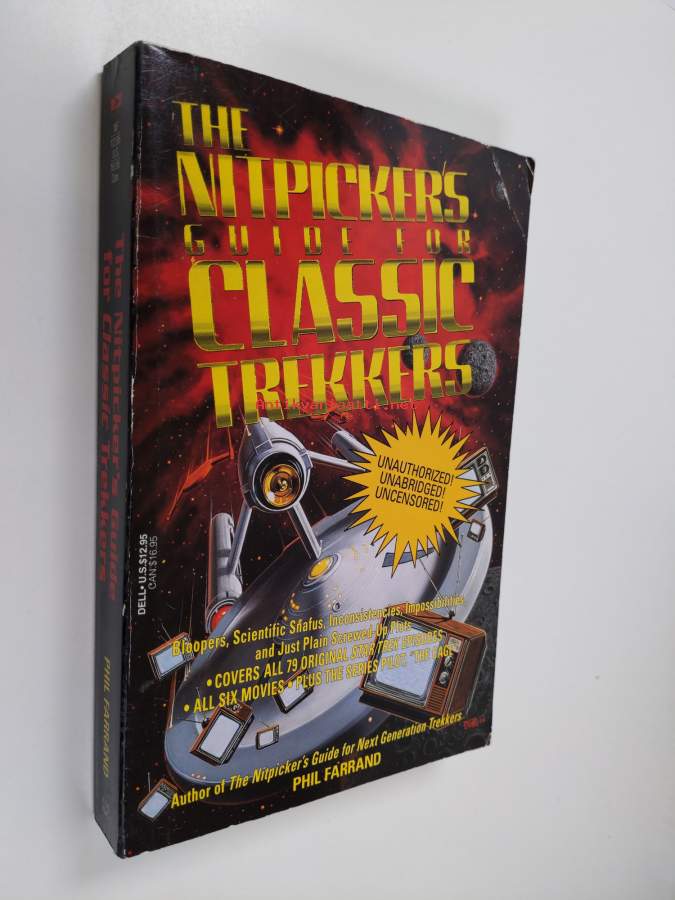 THE
NITPICKER'S
GUIDE FOR
CLASSIC
TREKKERS
Antikvariaatti.net
UNAUTHORIZED!
UNABRIDGED!
UNCENSORED!
Bloopers, Scientific Snafus, Inconsistencies, Impossibilities
and Just Plain Screwed-Up Plots
• COVERS ALL 79 ORIGINAL STAR TREK EPISODES
• ALL SIX MOVIES • PLUS THE SERIES PILOT, "THE CAGE"
Author of The Nitpicker's Guide for Next Generation Trekkers
PHIL FARRAND
DELL • U.S. $12.95
CAN. $16.95
The Nitpicker's Guide
for Classic Trekkers
PHIL FARRAND